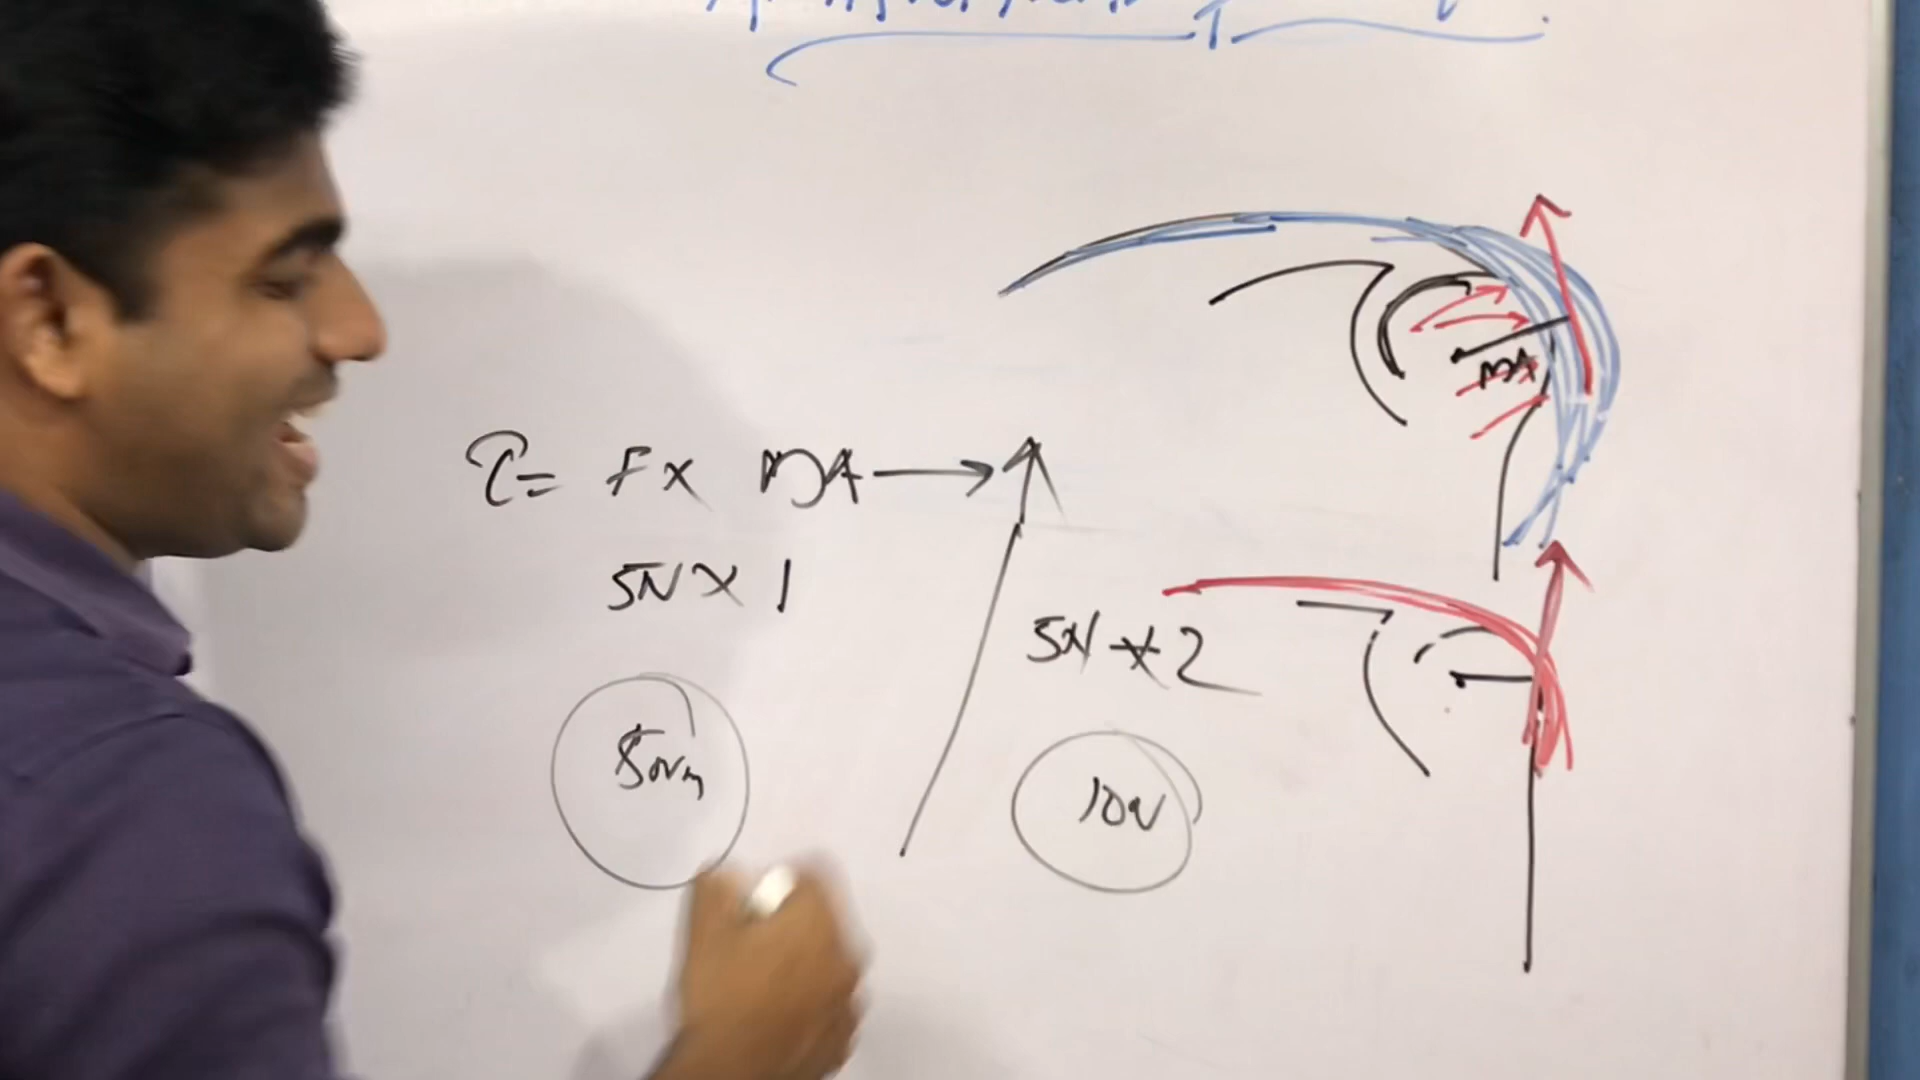 τ = F x MA →↑
5N x 1
5N x 2
5Nm
10N
MA